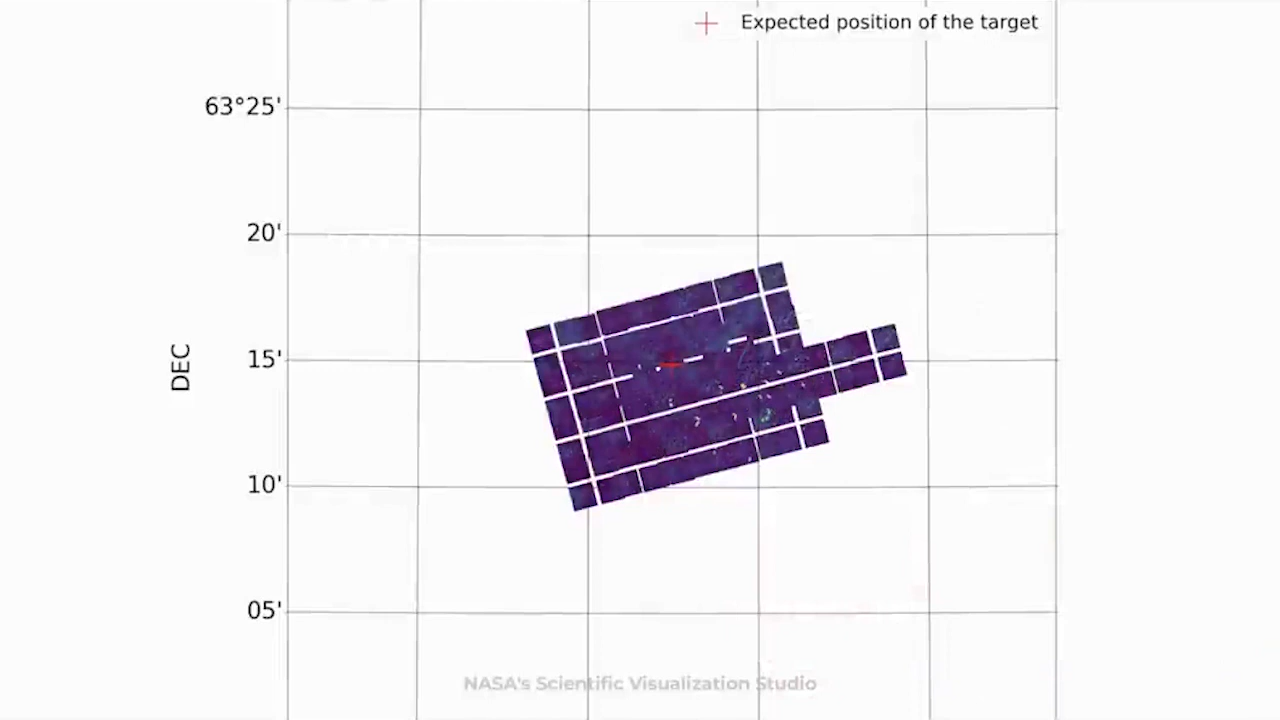 Expected position of the target
63°25'
20'
15'
DEC
10'
05'
NASA's Scientific Visualization Studio